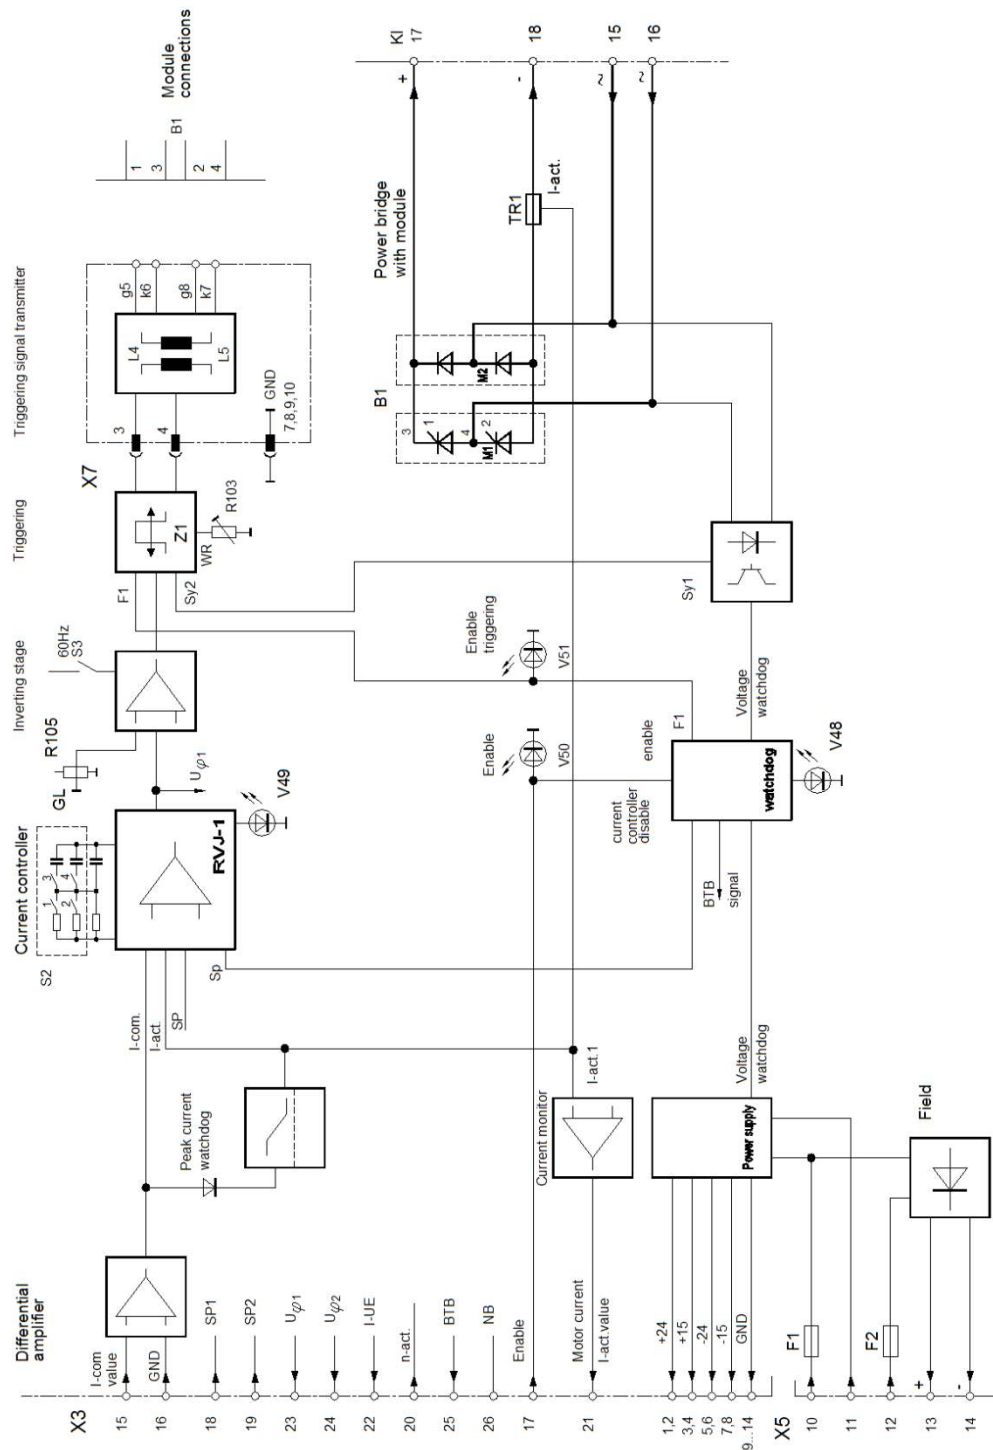 Differential
amplifier
Current controller
Inverting stage
Triggering
Triggering signal transmitter
Module
connections
X3
I-com
value
15
GND
16
SP1
18
SP2
19
Uφ1
23
Uφ2
24
I-UE
22
n-act.
20
BTB
25
NB
26
Enable
17
Motor current
I-act.value
21
+24
1,2
+15
3,4
-24
5,6
-15
7,8
GND
9...14
X5
10
F1
11
12
F2
13
+
14
-
Peak current
watchdog
I-com.
I-act.
SP
Sp
S2
1
2
3
4
RVJ-1
V49
Uφ1
GL
R105
60Hz
S3
F1
Sy2
Z1
WR
R103
X7
3
4
GND
7,8,9,10
L4
L5
g5
k6
g8
k7
1
3
B1
2
4
Current monitor
I-act.1
Power supply
Voltage
watchdog
Field
Enable
V50
Enable
triggering
V51
current
controller
disable
enable
F1
BTB
signal
watchdog
V48
Voltage
watchdog
Sy1
B1
3
1
4
2
M1
M2
Power bridge
with module
TR1
I-act.
Kl
17
+
18
-
15
~
16
~